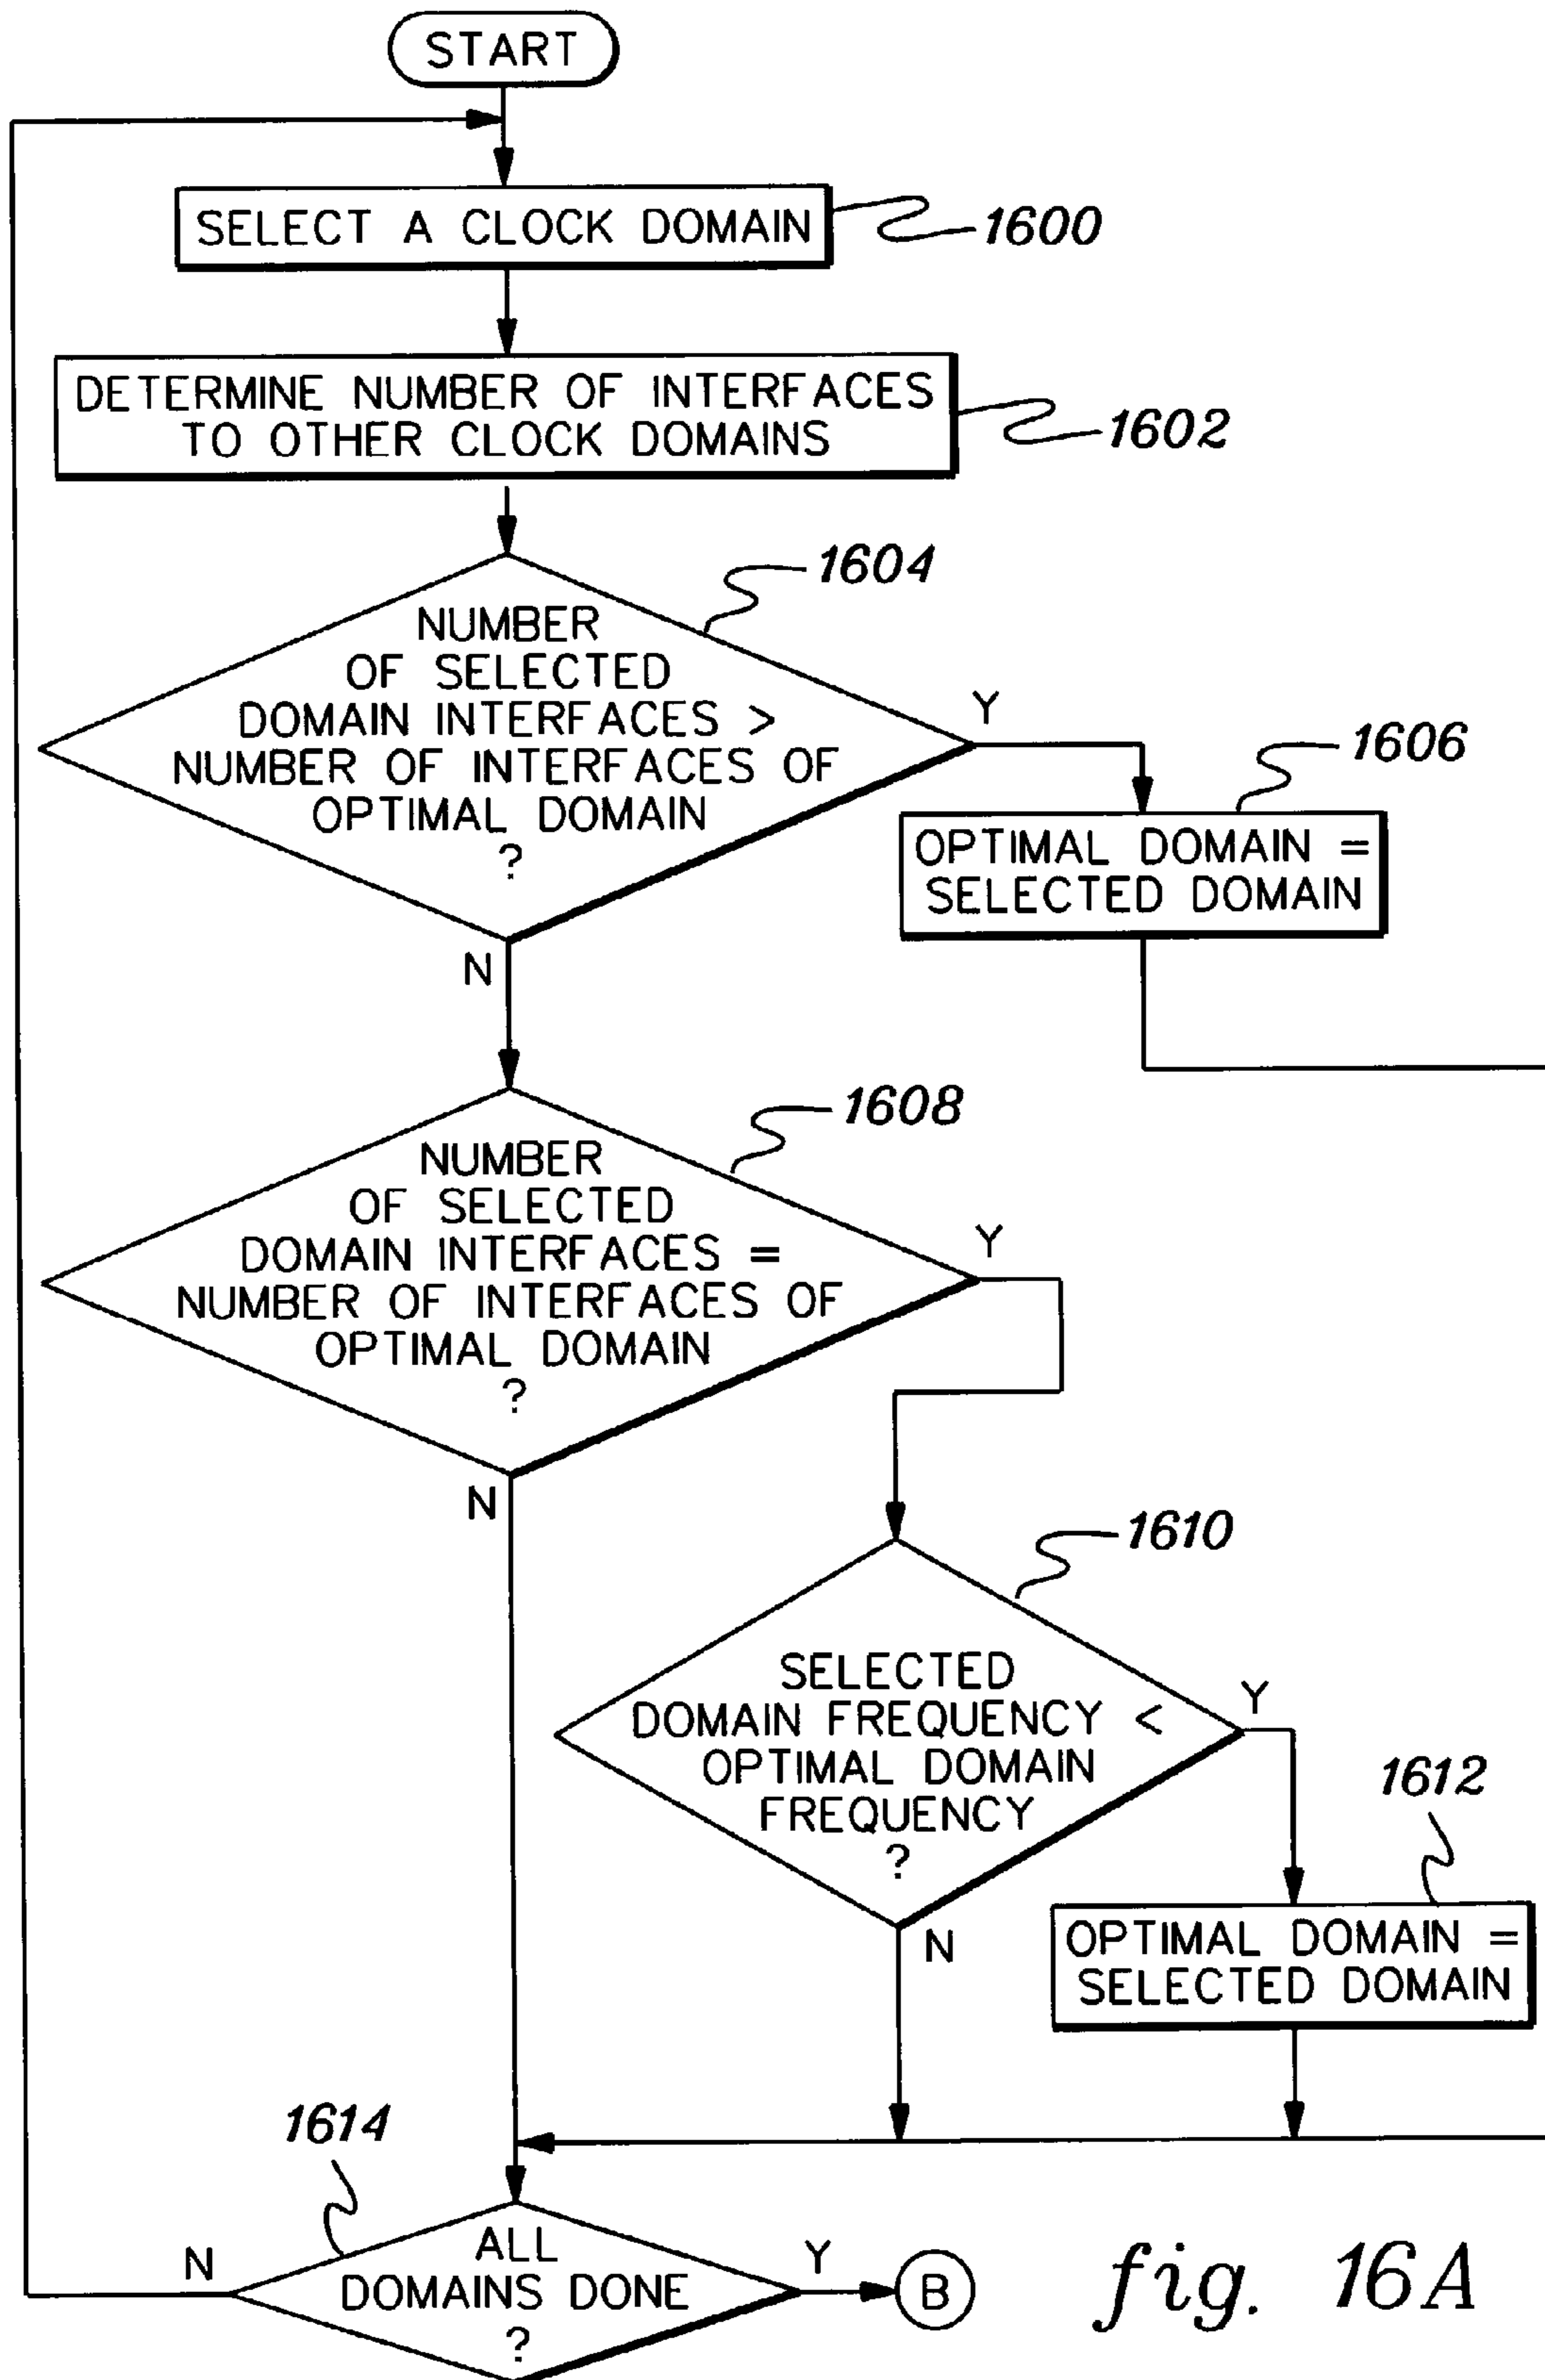 START
SELECT A CLOCK DOMAIN
1600
DETERMINE NUMBER OF INTERFACES
TO OTHER CLOCK DOMAINS
1602
1604
NUMBER
OF SELECTED
DOMAIN INTERFACES >
NUMBER OF INTERFACES OF
OPTIMAL DOMAIN
?
Y
N
1606
OPTIMAL DOMAIN =
SELECTED DOMAIN
1608
NUMBER
OF SELECTED
DOMAIN INTERFACES =
NUMBER OF INTERFACES OF
OPTIMAL DOMAIN
?
Y
N
1610
SELECTED
DOMAIN FREQUENCY <
OPTIMAL DOMAIN
FREQUENCY
?
Y
N
1612
OPTIMAL DOMAIN =
SELECTED DOMAIN
1614
ALL
DOMAINS DONE
?
N
Y
B
fig. 16A